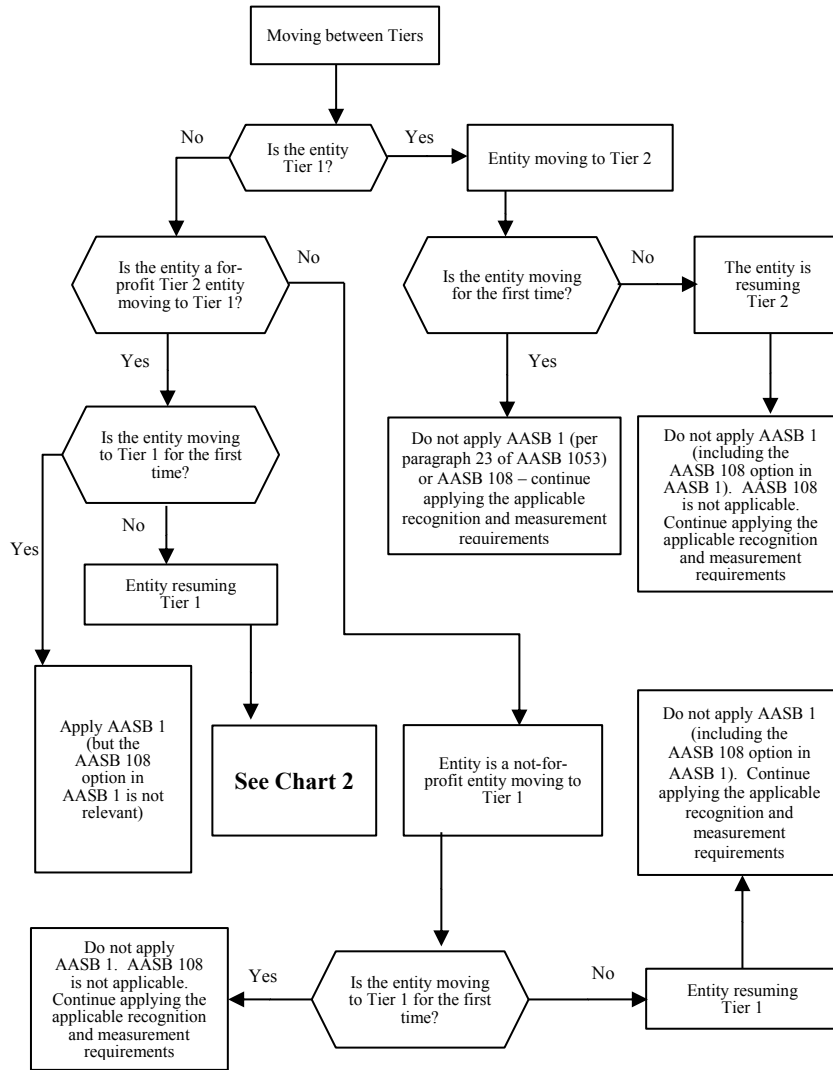 Moving between Tiers
No
Yes
Is the entity
Tier 1?
Entity moving to Tier 2
Is the entity a for-
profit Tier 2 entity
moving to Tier 1?
No
Is the entity moving
for the first time?
No
The entity is
resuming
Tier 2
Yes
Yes
Is the entity moving
to Tier 1 for the first
time?
Do not apply AASB 1 (per
paragraph 23 of AASB 1053)
or AASB 108 – continue
applying the applicable
recognition and measurement
requirements
Do not apply AASB 1
(including the
AASB 108 option in
AASB 1).  AASB 108
is not applicable.
Continue applying the
applicable recognition
and measurement
requirements
Yes
No
Entity resuming
Tier 1
Apply AASB 1
(but the
AASB 108
option in
AASB 1 is not
relevant)
See Chart 2
Entity is a not-for-
profit entity moving to
Tier 1
Do not apply AASB 1
(including the
AASB 108 option in
AASB 1).  Continue
applying the applicable
recognition and
measurement
requirements
Do not apply
AASB 1.  AASB 108
is not applicable.
Continue applying the
applicable recognition
and measurement
requirements
Yes
Is the entity moving
to Tier 1 for the first
time?
No
Entity resuming
Tier 1